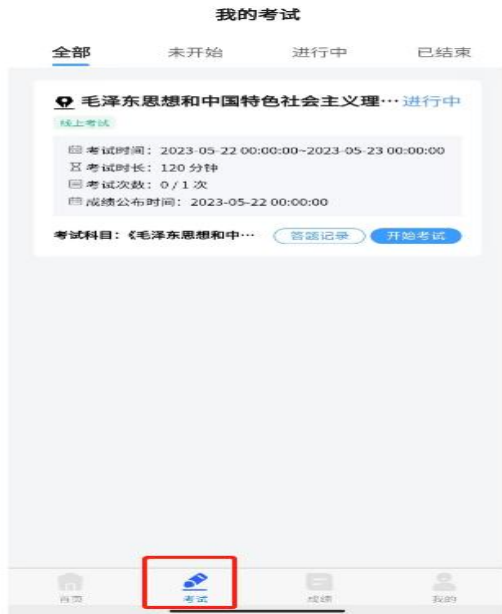 我的考试
全部 未开始 进行中 已结束
毛泽东思想和中国特色社会主义理… 进行中
线上考试
考试时间：2023-05-22 00:00:00~2023-05-23 00:00:00
考试时长：120 分钟
考试次数：0 / 1 次
成绩公布时间：2023-05-22 00:00:00
考试科目：《毛泽东思想和中… 答题记录 开始考试
首页 考试 成绩 我的